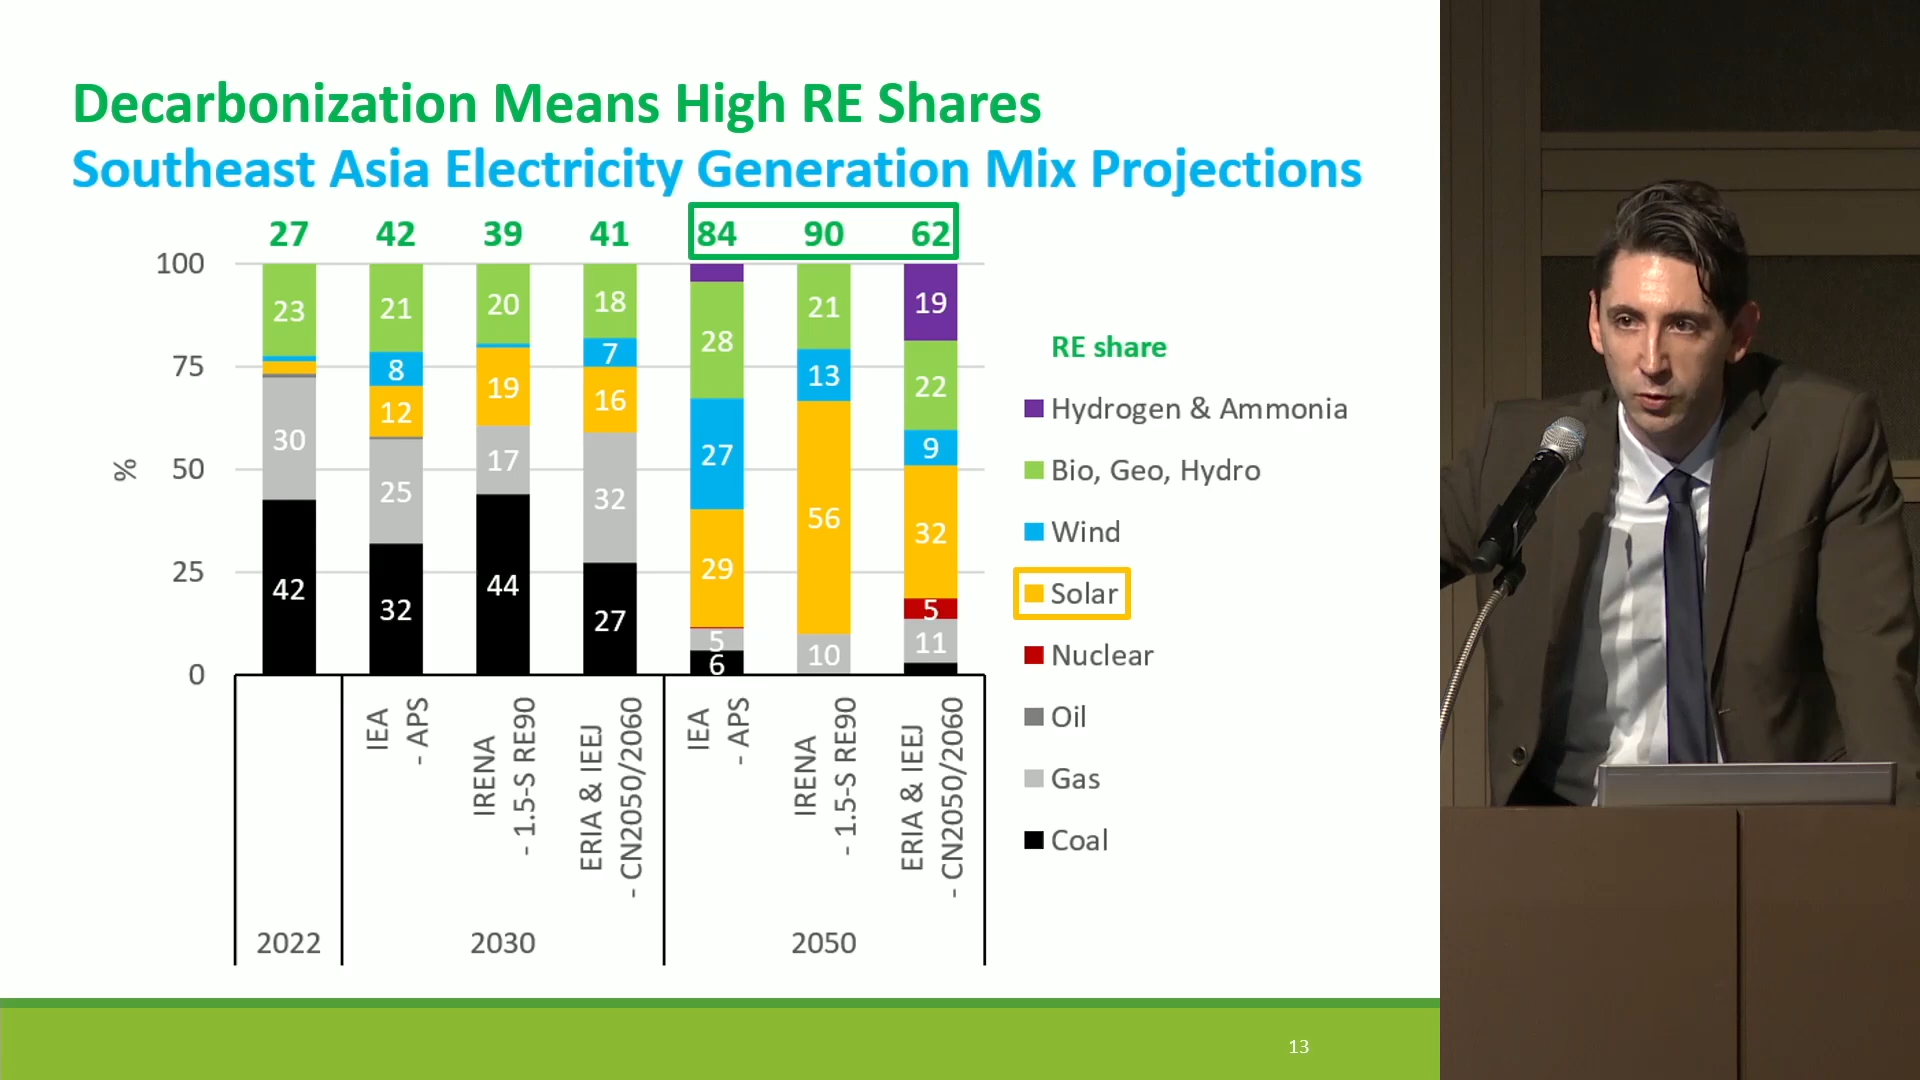 Decarbonization Means High RE Shares
Southeast Asia Electricity Generation Mix Projections
27 42 39 41 84 90 62
100
75
50
25
0
%
23
30
42
21
8
12
25
32
20
19
17
44
18
7
16
32
27
28
27
29
5
6
21
13
56
10
19
22
9
32
5
11
IEA
- APS
IRENA
- 1.5-S RE90
ERIA & IEEJ
- CN2050/2060
IEA
- APS
IRENA
- 1.5-S RE90
ERIA & IEEJ
- CN2050/2060
2022 2030 2050
RE share
Hydrogen & Ammonia
Bio, Geo, Hydro
Wind
Solar
Nuclear
Oil
Gas
Coal
13